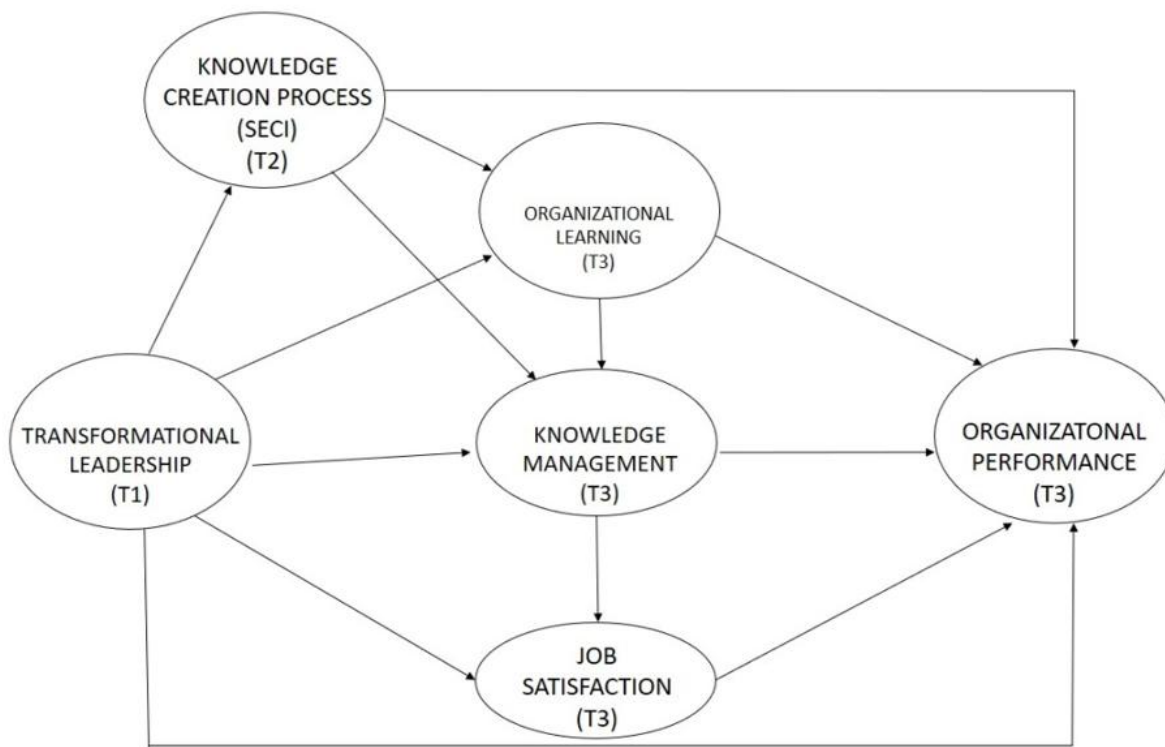 KNOWLEDGE
CREATION PROCESS
(SECI)
(T2)
ORGANIZATIONAL
LEARNING
(T3)
TRANSFORMATIONAL
LEADERSHIP
(T1)
KNOWLEDGE
MANAGEMENT
(T3)
ORGANIZATONAL
PERFORMANCE
(T3)
JOB
SATISFACTION
(T3)